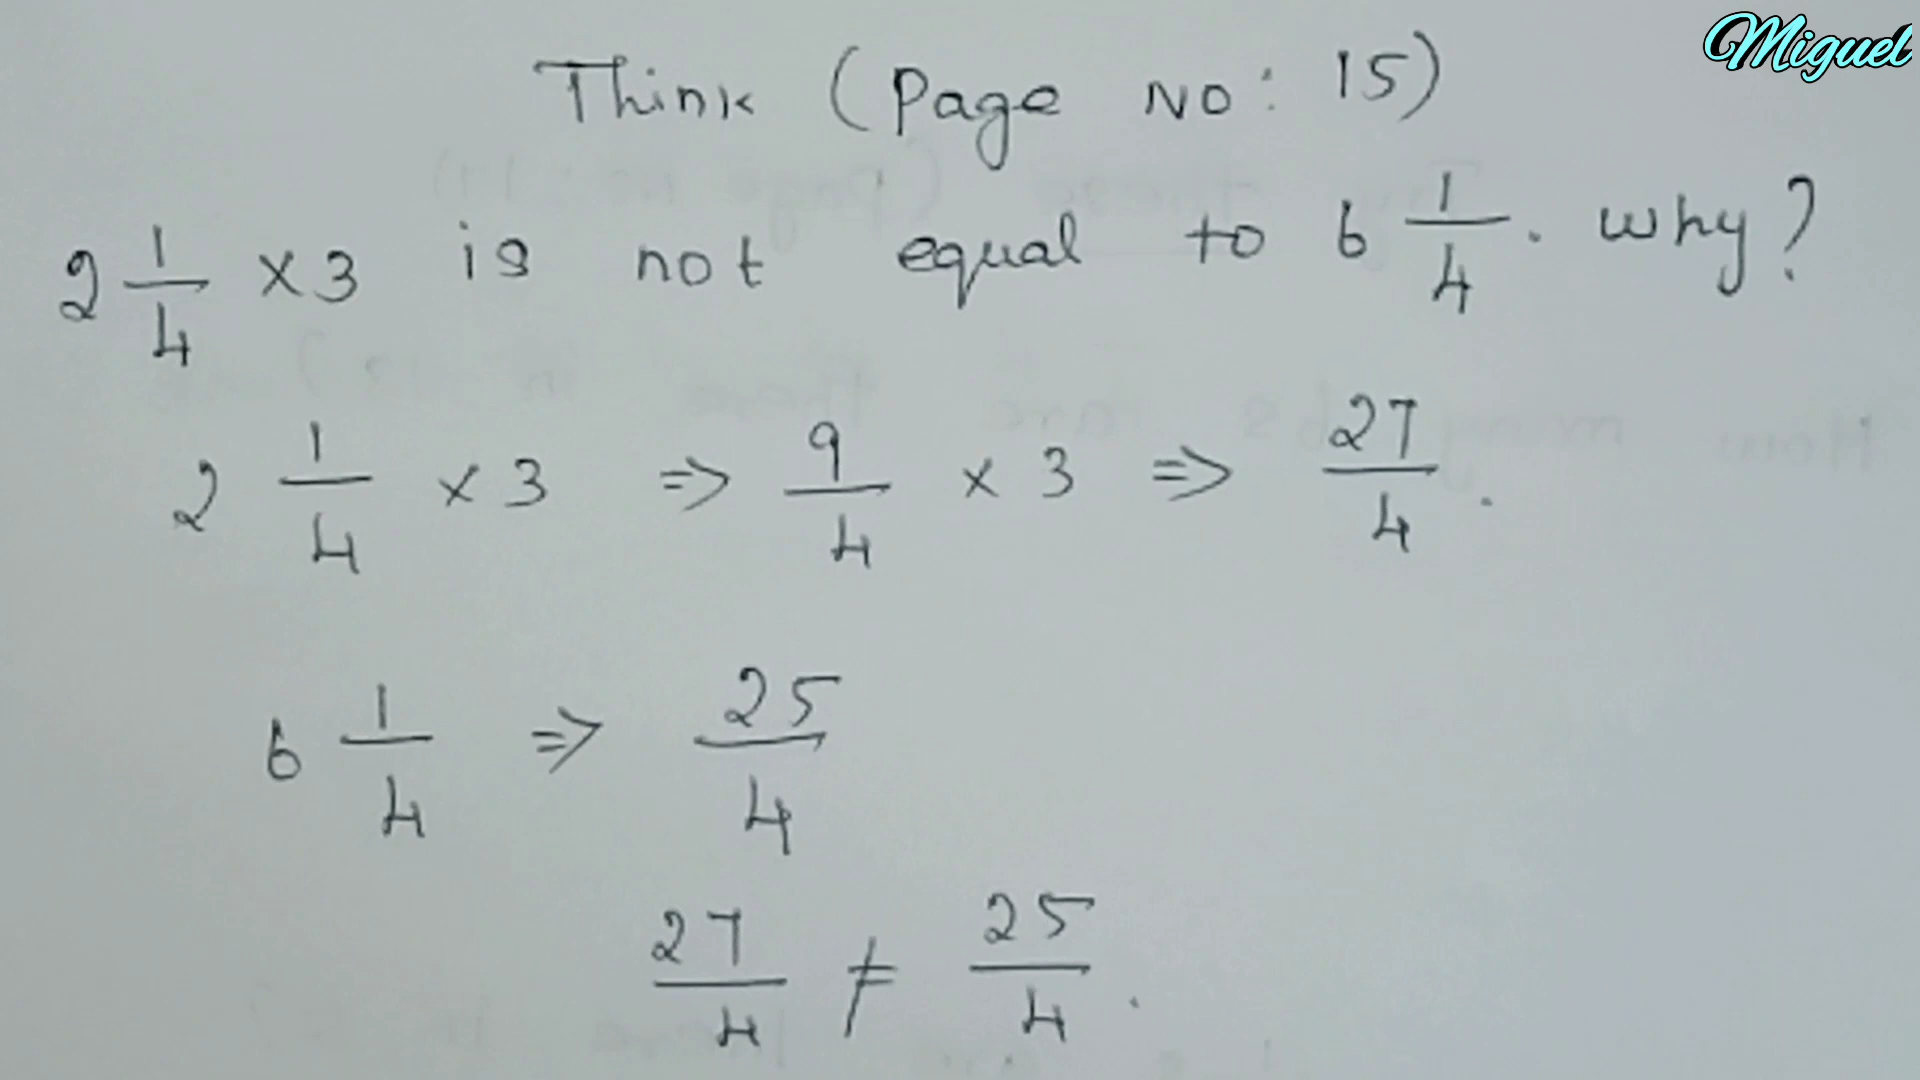 Miguel
Think (Page No: 15)
2 1/4 × 3 is not equal to 6 1/4. why?
2 1/4 × 3 ⇒ 9/4 × 3 ⇒ 27/4.
6 1/4 ⇒ 25/4
27/4 ≠ 25/4.